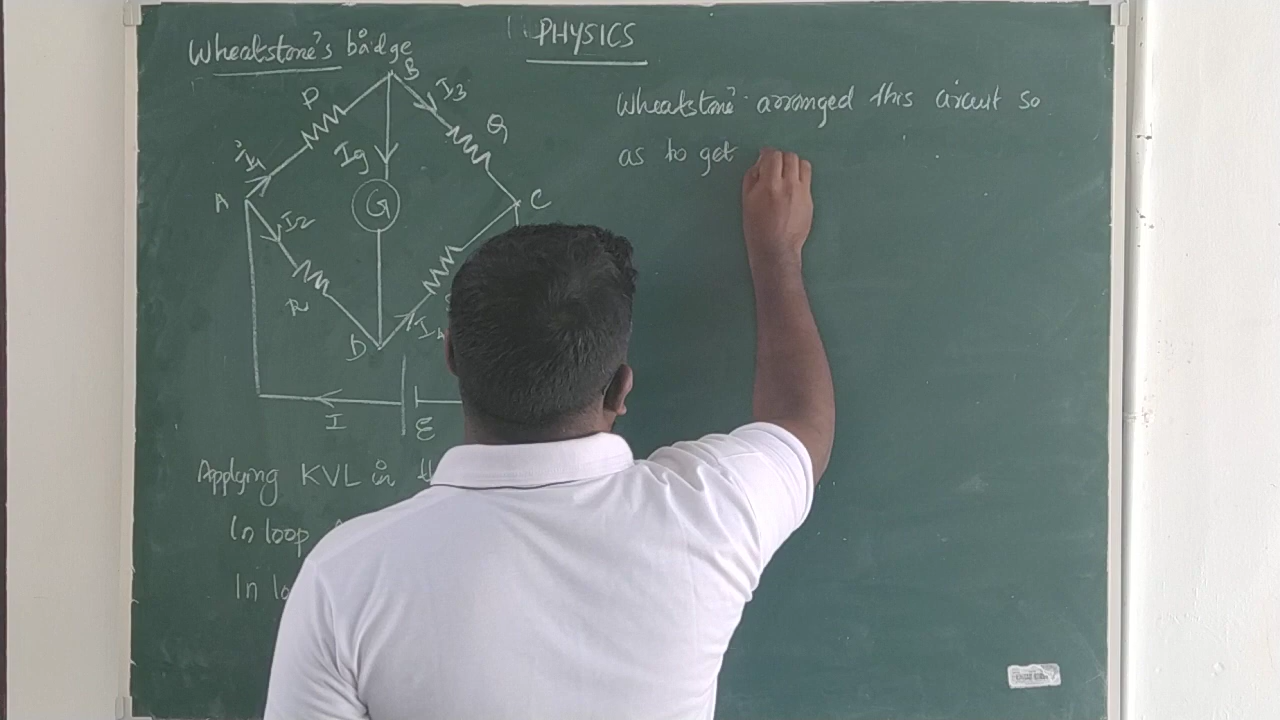 PHYSICS
Wheatstone's bridge
B
P
I3
Q
I1
Ig
A
G
C
I2
R
D
I4
I
ε
Applying KVL in
In loop
In
Wheatstone arranged this circuit so
as to get